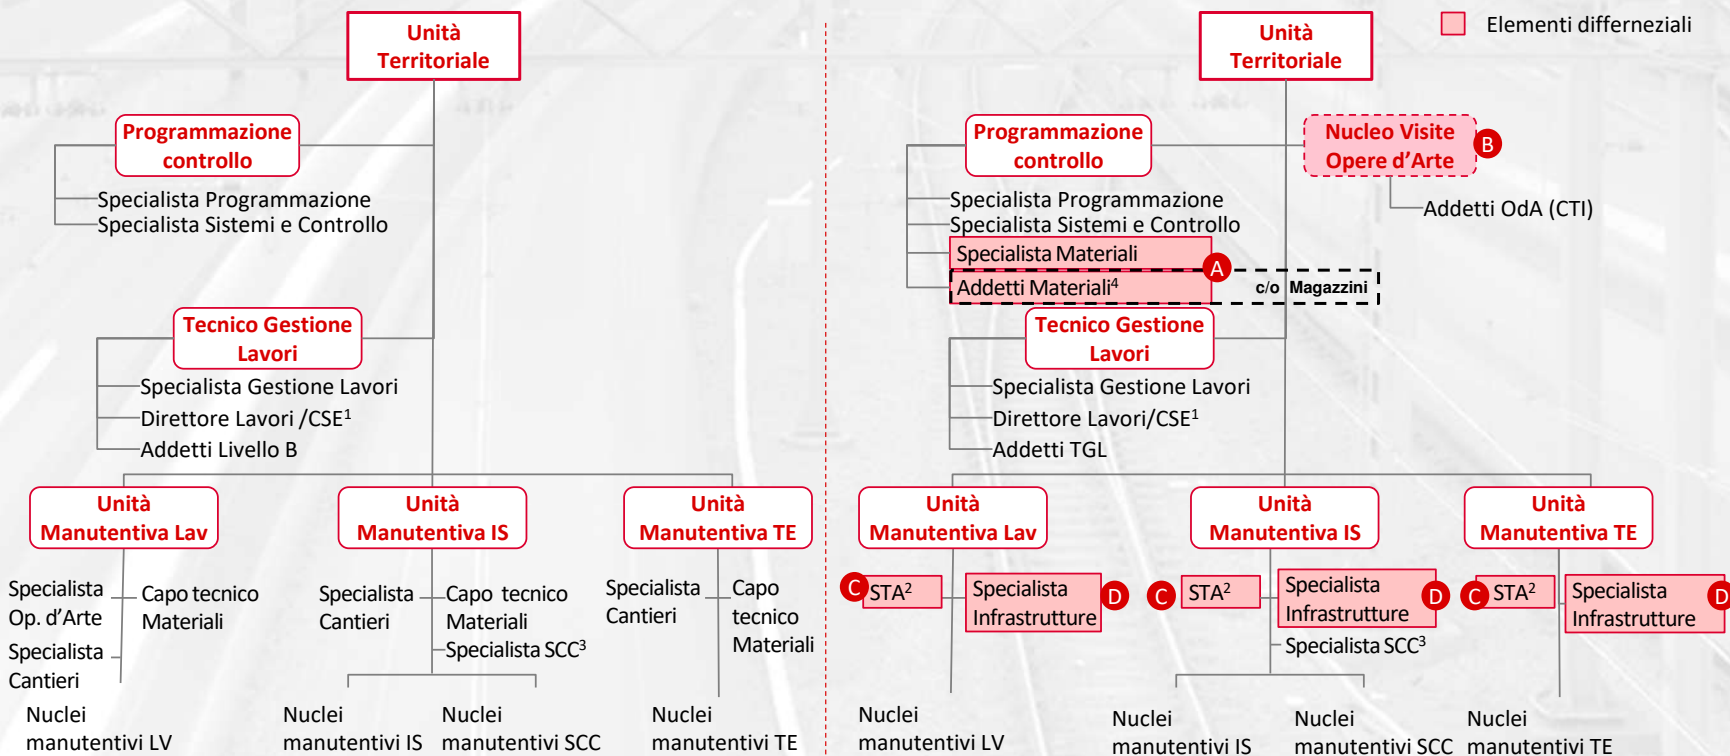 Unità
Territoriale
Programmazione
controllo
Specialista Programmazione
Specialista Sistemi e Controllo
Tecnico Gestione
Lavori
Specialista Gestione Lavori
Direttore Lavori /CSE¹
Addetti Livello B
Unità
Manutentiva Lav
Unità
Manutentiva IS
Unità
Manutentiva TE
Specialista
Op. d'Arte
Capo tecnico
Materiali
Specialista
Cantieri
Specialista
Cantieri
Capo tecnico
Materiali
Specialista SCC³
Specialista
Cantieri
Capo
tecnico
Materiali
Nuclei
manutentivi LV
Nuclei
manutentivi IS
Nuclei
manutentivi SCC
Nuclei
manutentivi TE
Elementi differneziali
Unità
Territoriale
Programmazione
controllo
Nucleo Visite
Opere d'Arte
B
Addetti OdA (CTI)
Specialista Programmazione
Specialista Sistemi e Controllo
Specialista Materiali
A
Addetti Materiali⁴
c/o Magazzini
Tecnico Gestione
Lavori
Specialista Gestione Lavori
Direttore Lavori/CSE¹
Addetti TGL
Unità
Manutentiva Lav
Unità
Manutentiva IS
Unità
Manutentiva TE
C
STA²
Specialista
Infrastrutture
D
C
STA²
Specialista
Infrastrutture
D
Specialista SCC³
C
STA²
Specialista
Infrastrutture
D
Nuclei
manutentivi LV
Nuclei
manutentivi IS
Nuclei
manutentivi SCC
Nuclei
manutentivi TE